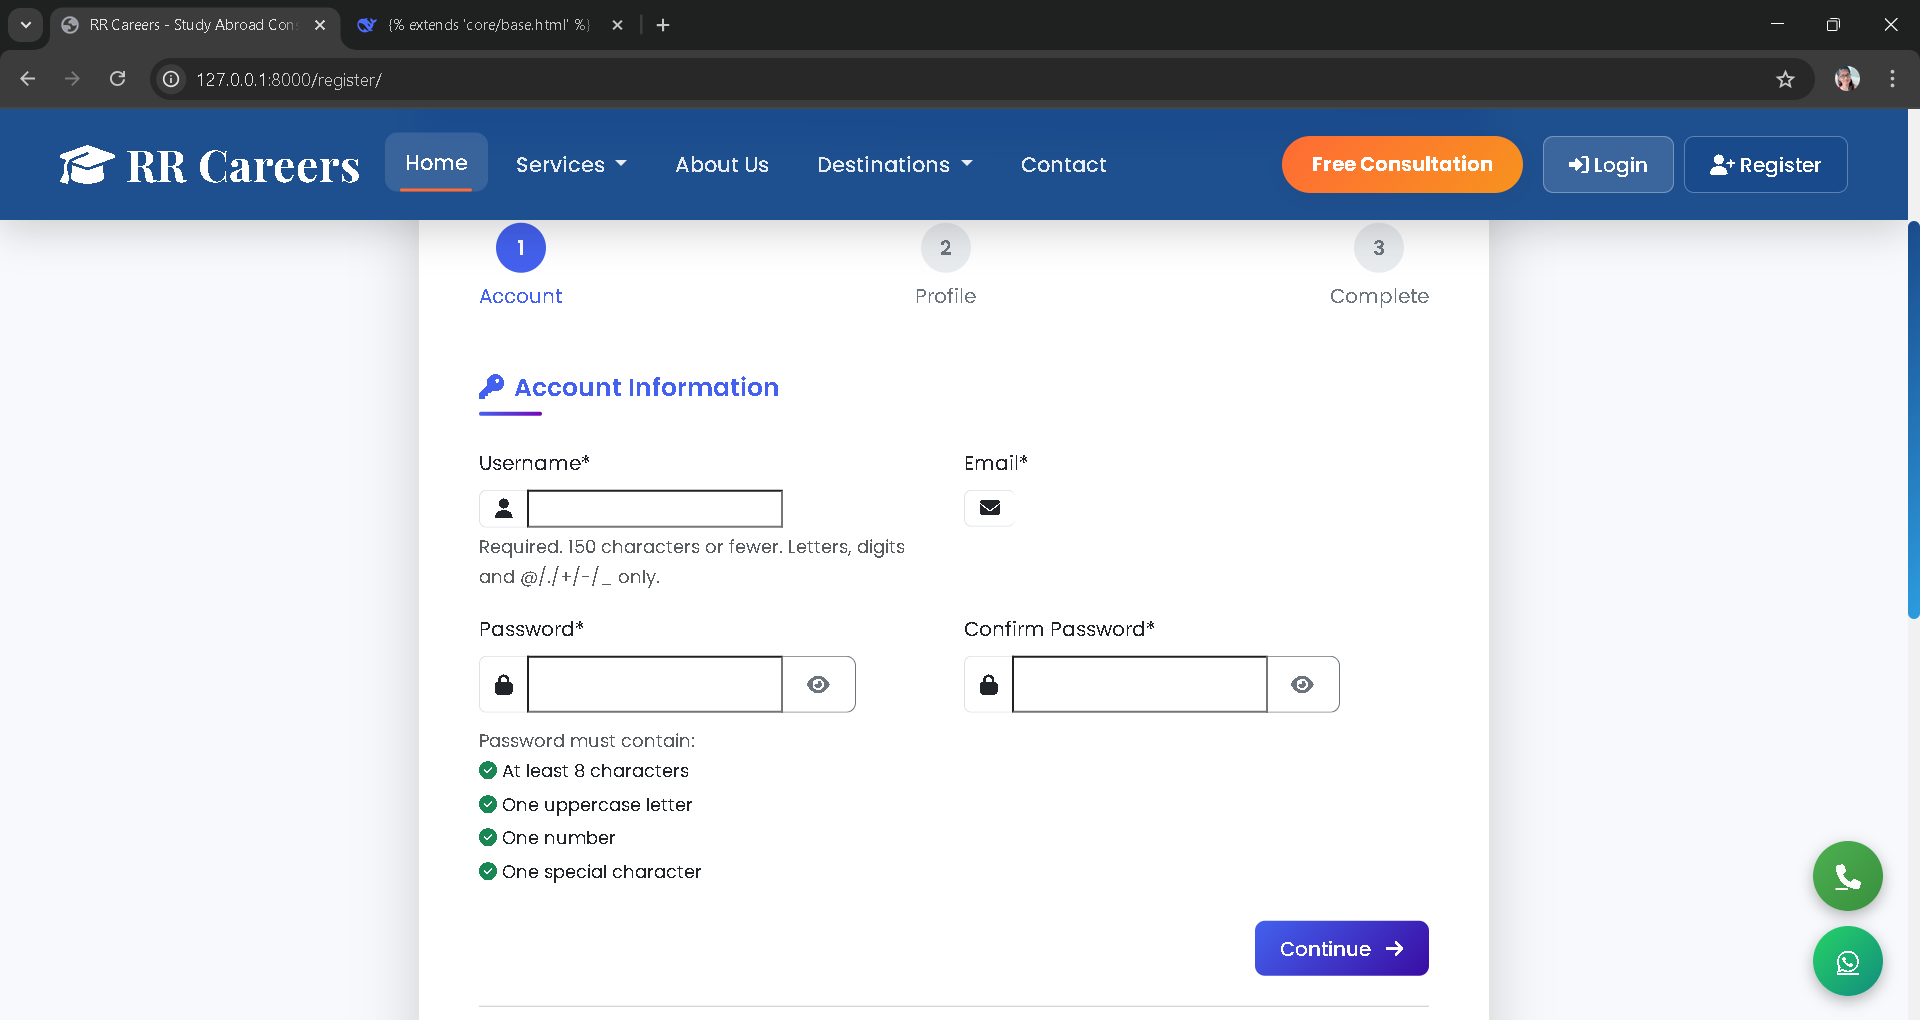 RR Careers - Study Abroad Con
{% extends 'core/base.html' %}
127.0.0.1:8000/register/
RR Careers
Home
Services
About Us
Destinations
Contact
Free Consultation
Login
Register
1
2
3
Account
Profile
Complete
Account Information
Username*
Email*
Required. 150 characters or fewer. Letters, digits
and @/./+/-/_ only.
Password*
Confirm Password*
Password must contain:
At least 8 characters
One uppercase letter
One number
One special character
Continue